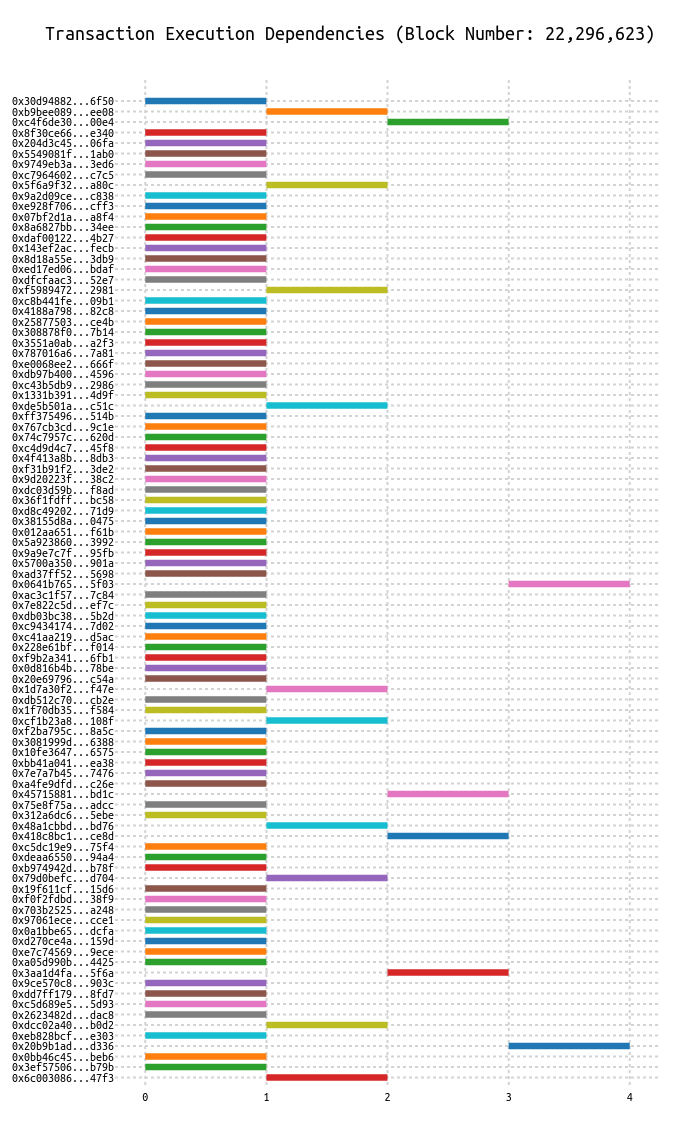 Transaction Execution Dependencies (Block Number: 22,296,623)
0x30d94882...6f50
0xb9bee089...ee08
0xc4f6de30...00e4
0x8f30ce66...e340
0x204d3c45...06fa
0x5549081f...1ab0
0x9749eb3a...3ed6
0xc7964602...c7c5
0x5f6a9f32...a80c
0x9a2d09ce...c838
0xe928f706...cff3
0x07bf2d1a...a8f4
0x8a6827bb...34ee
0xdaf00122...4b27
0x143ef2ac...fecb
0x8d18a55e...3db9
0xed17ed06...bdaf
0xdfcfaac3...52e7
0xf5989472...2981
0xc8b441fe...09b1
0x4188a798...82c8
0x25877503...ce4b
0x308878f0...7b14
0x3551a0ab...a2f3
0x787016a6...7a81
0xe0068ee2...666f
0xdb97b400...4596
0xc43b5db9...2986
0x1331b391...4d9f
0xde5b501a...c51c
0xff375496...514b
0x767cb3cd...9c1e
0x74c7957c...620d
0xc4d9d4c7...45f8
0x4f413a8b...8db3
0xf31b91f2...3de2
0x9d20223f...38c2
0xdc03d59b...f8ad
0x36f1fdff...bc58
0xd8c49202...71d9
0x38155d8a...0475
0x012aa651...f61b
0x5a923860...3992
0x9a9e7c7f...95fb
0x5700a350...901a
0xad37ff52...5698
0x0641b765...5f03
0xac3c1f57...7c84
0x7e822c5d...ef7c
0xdb03bc38...5b2d
0xc9434174...7d02
0xc41aa219...d5ac
0x228e61bf...f014
0xf9b2a341...6fb1
0x0d816b4b...78be
0x20e69796...c54a
0x1d7a30f2...f47e
0xdb512c70...cb2e
0x1f70db35...f584
0xcf1b23a8...108f
0xf2ba795c...8a5c
0x3081999d...6388
0x10fe3647...6575
0xbb41a041...ea38
0x7e7a7b45...7476
0xa4fe9dfd...c26e
0x45715881...bd1c
0x75e8f75a...adcc
0x312a6dc6...5ebe
0x48a1cbbd...bd76
0x418c8bc1...ce8d
0xc5dc19e9...75f4
0xdeaa6550...94a4
0xb974942d...b78f
0x79d0befc...d704
0x19f611cf...15d6
0xf0f2fdbd...38f9
0x703b2525...a248
0x97061ece...cce1
0x0a1bbe65...dcfa
0xd270ce4a...159d
0xe7c74569...9ece
0xa05d990b...4425
0x3aa1d4fa...5f6a
0x9ce570c8...903c
0xdd7ff179...8fd7
0xc5d689e5...5d93
0x2623482d...dac8
0xdcc02a40...b0d2
0xeb828bcf...e303
0x20b9b1ad...d336
0x0bb46c45...beb6
0x3ef57506...b79b
0x6c003086...47f3
0 1 2 3 4